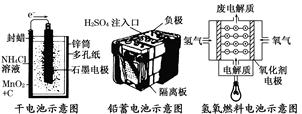 封蜡
NH₄Cl
溶液
MnO₂
+C
锌筒
多孔纸
石墨电极
干电池示意图
H₂SO₄注入口
负极
正极
隔离板
铅蓄电池示意图
废电解质
氢气
氧气
电解质
氧化剂
电极
氢氧燃料电池示意图